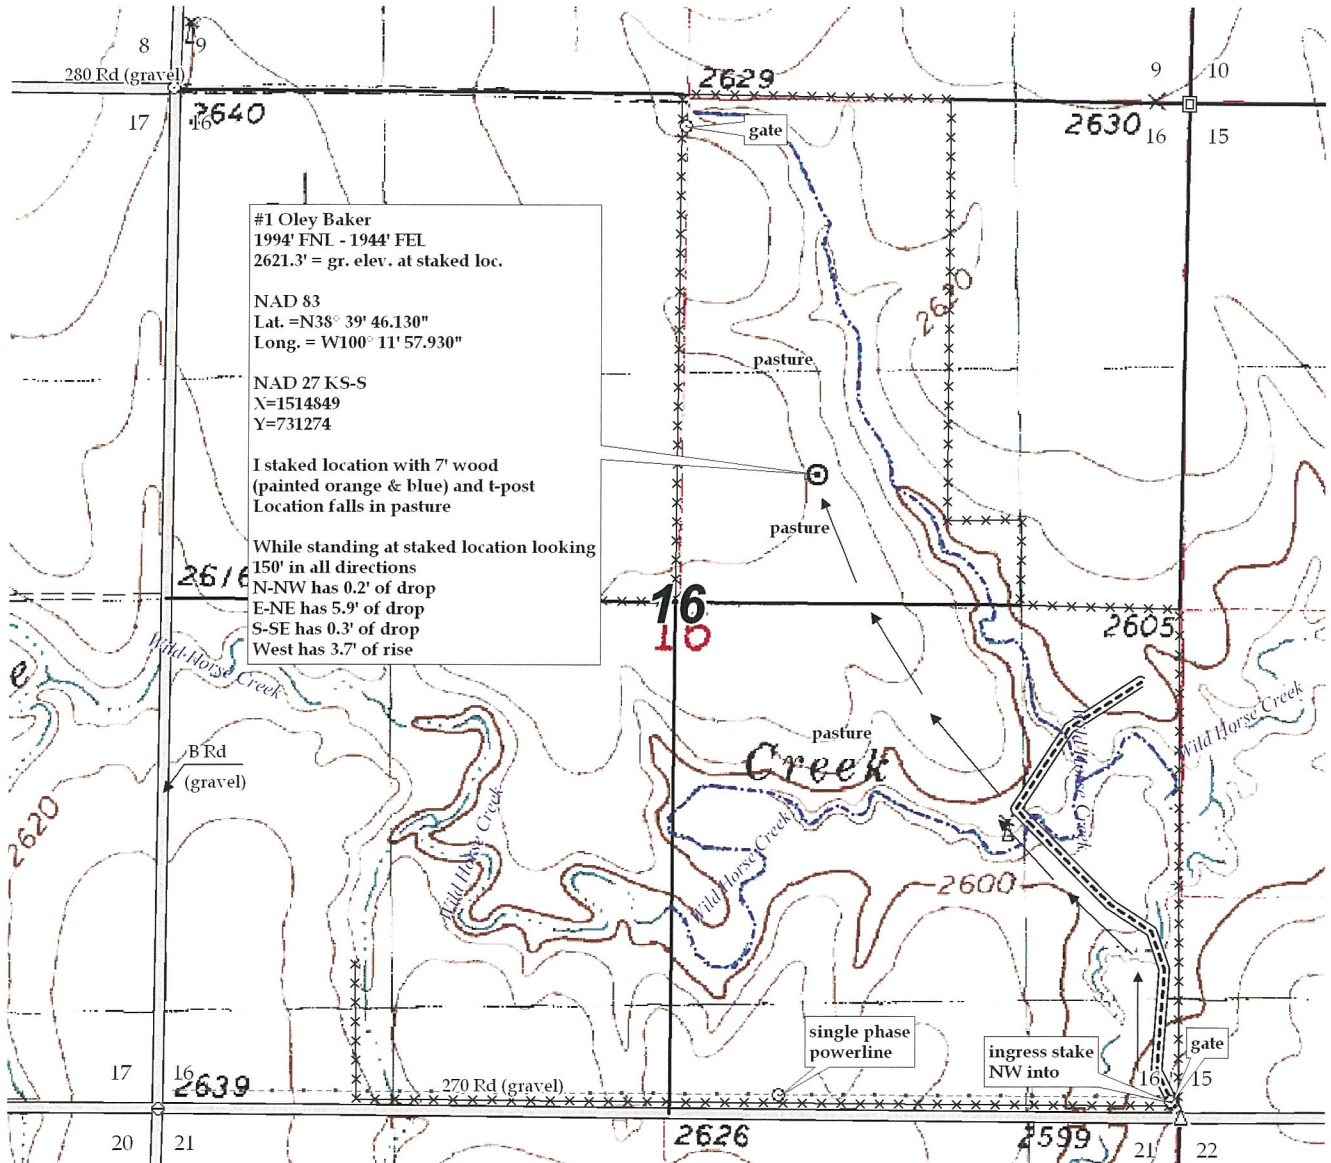 8
9
280 Rd (gravel)
17
16
2640
2629
gate
9
10
2630
16
15
#1 Oley Baker
1994' FNL - 1944' FEL
2621.3' = gr. elev. at staked loc.
NAD 83
Lat. =N38° 39' 46.130"
Long. = W100° 11' 57.930"
NAD 27 KS-S
X=1514849
Y=731274
I staked location with 7' wood
(painted orange & blue) and t-post
Location falls in pasture
While standing at staked location looking
150' in all directions
N-NW has 0.2' of drop
E-NE has 5.9' of drop
S-SE has 0.3' of drop
West has 3.7' of rise
2620
pasture
pasture
2616
16
16
2605
e
Wild Horse Creek
Wild Horse Creek
B Rd
(gravel)
pasture
Creek
Wild Horse Creek
2620
Wild Horse Creek
Wild Horse Creek
2600
single phase
powerline
ingress stake
NW into
gate
17
16
2639
270 Rd (gravel)
16
15
20
21
2626
2599
21
22